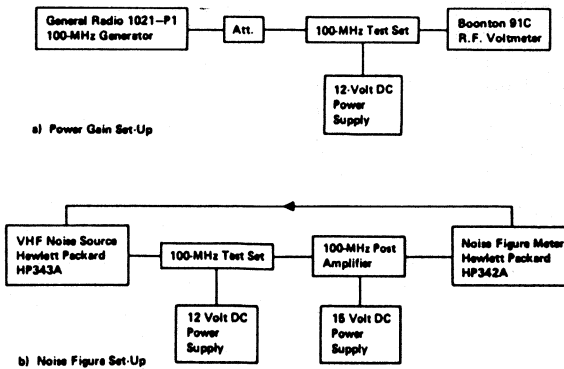 General Radio 1021-P1
100-MHz Generator
Att.
100-MHz Test Set
Boonton 91C
R.F. Voltmeter
12-Volt DC
Power
Supply
a) Power Gain Set-Up
VHF Noise Source
Hewlett Packard
HP343A
100-MHz Test Set
100-MHz Post
Amplifier
Noise Figure Meter
Hewlett Packard
HP342A
12 Volt DC
Power
Supply
15 Volt DC
Power
Supply
b) Noise Figure Set-Up